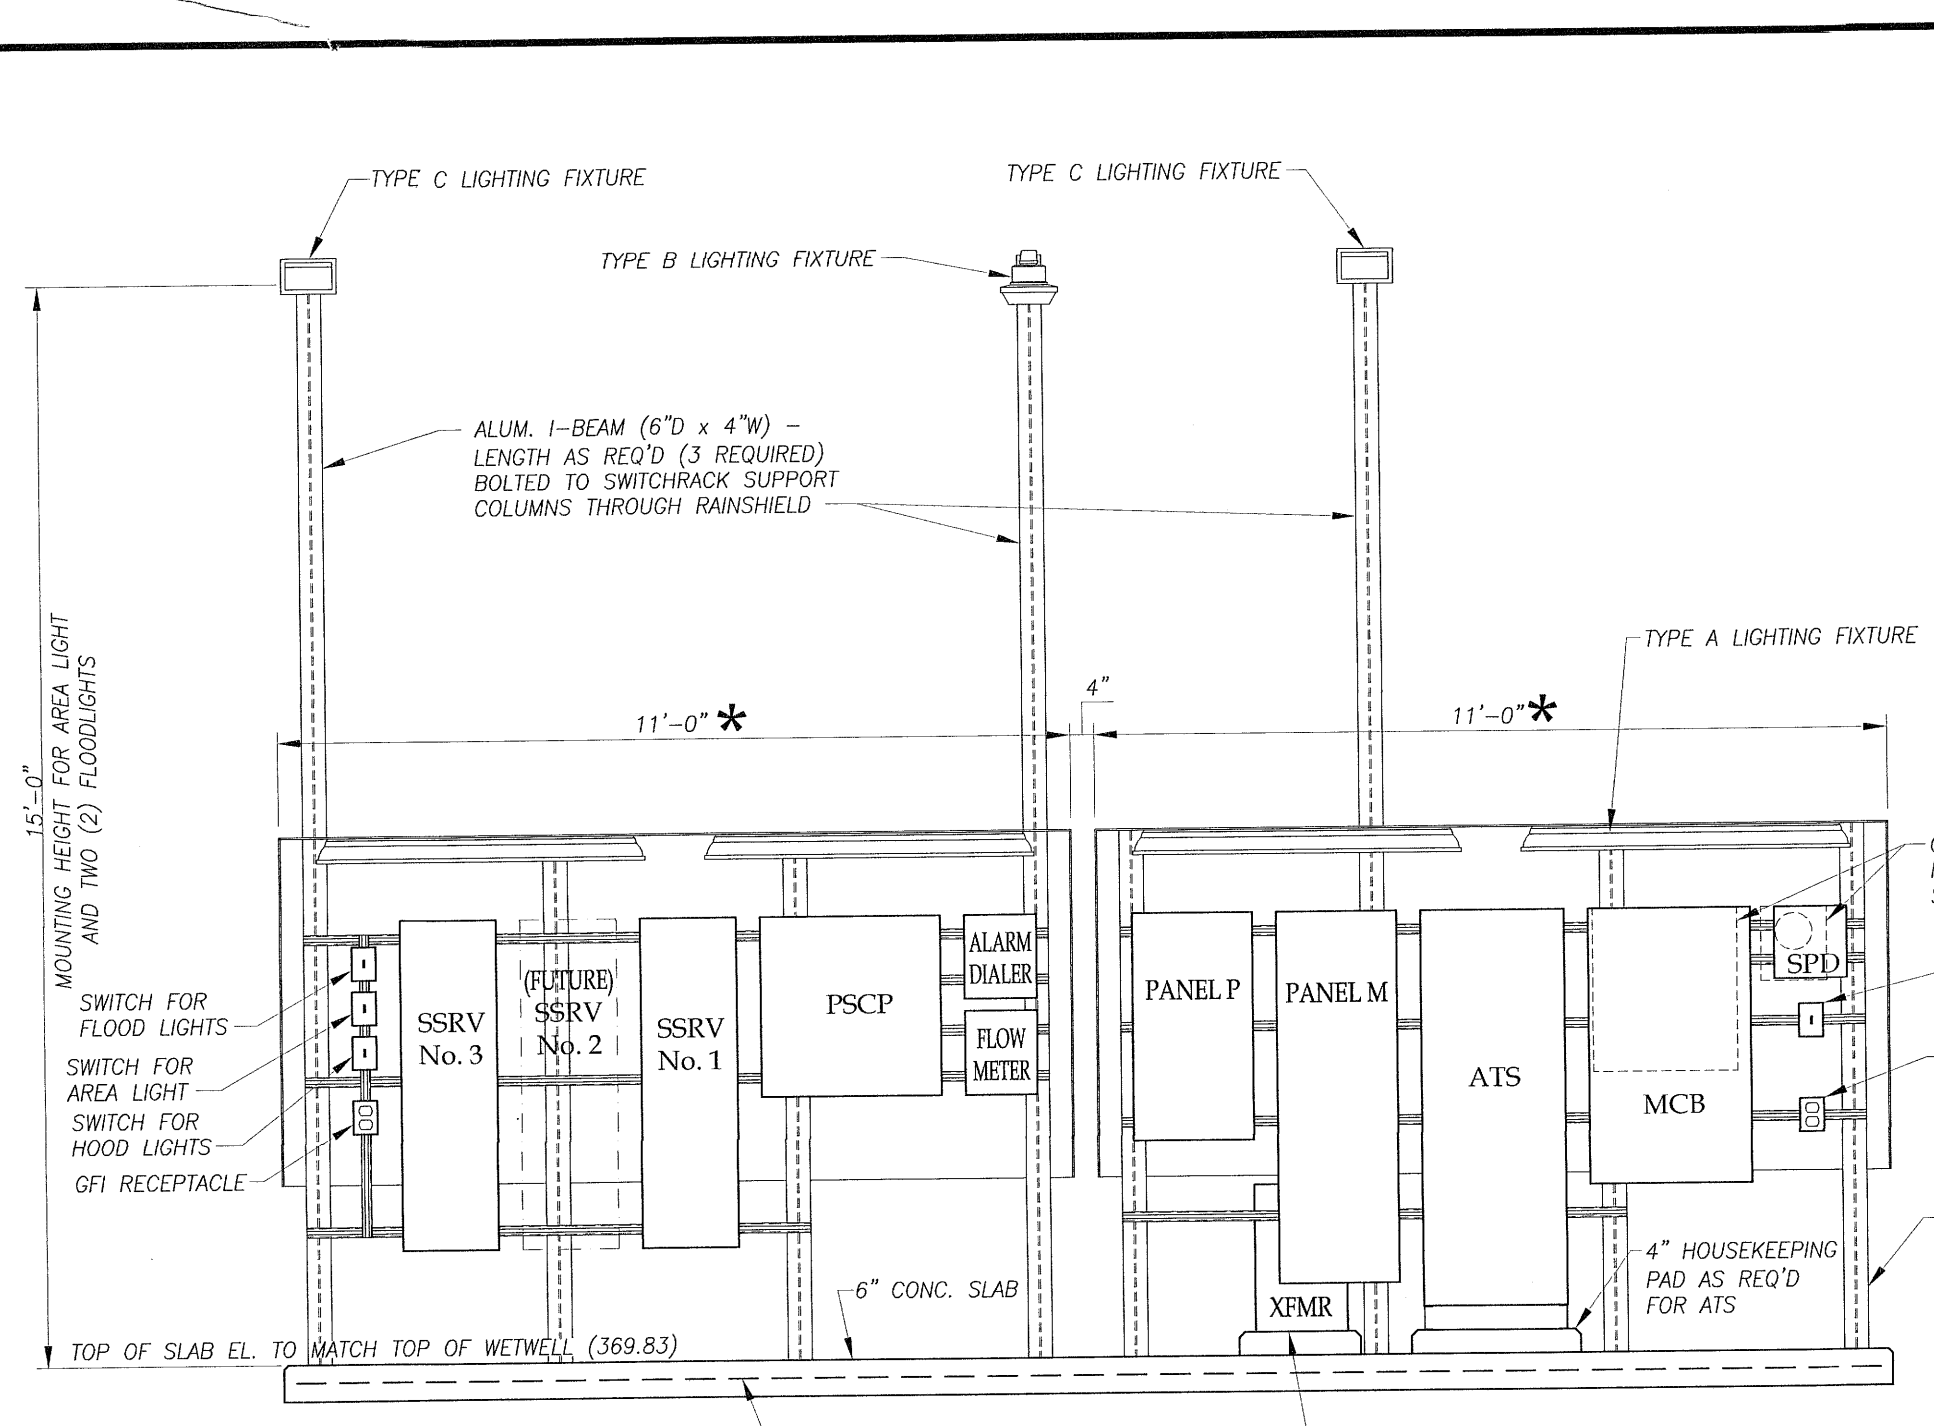 TYPE C LIGHTING FIXTURE
TYPE C LIGHTING FIXTURE
TYPE B LIGHTING FIXTURE
ALUM. I-BEAM (6"D x 4"W) -
LENGTH AS REQ'D (3 REQUIRED)
BOLTED TO SWITCHRACK SUPPORT
COLUMNS THROUGH RAINSHIELD
TYPE A LIGHTING FIXTURE
4"
11'-0"*
11'-0"*
15'-0"
MOUNTING HEIGHT FOR AREA LIGHT
AND TWO (2) FLOODLIGHTS
SWITCH FOR
FLOOD LIGHTS
SWITCH FOR
AREA LIGHT
SWITCH FOR
HOOD LIGHTS
GFI RECEPTACLE
SSRV
No. 3
(FUTURE)
SSRV
No. 2
SSRV
No. 1
PSCP
ALARM
DIALER
FLOW
METER
PANEL P
PANEL M
ATS
MCB
SPD
XFMR
6" CONC. SLAB
4" HOUSEKEEPING
PAD AS REQ'D
FOR ATS
TOP OF SLAB EL. TO MATCH TOP OF WETWELL (369.83)